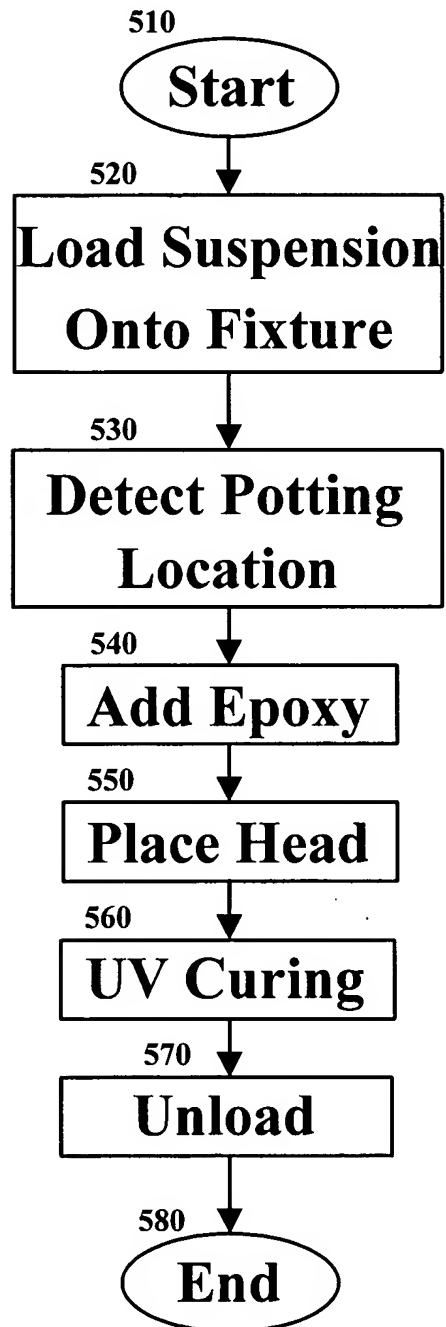 510
Start
520
Load Suspension
Onto Fixture
530
Detect Potting
Location
540
Add Epoxy
550
Place Head
560
UV Curing
570
Unload
580
End